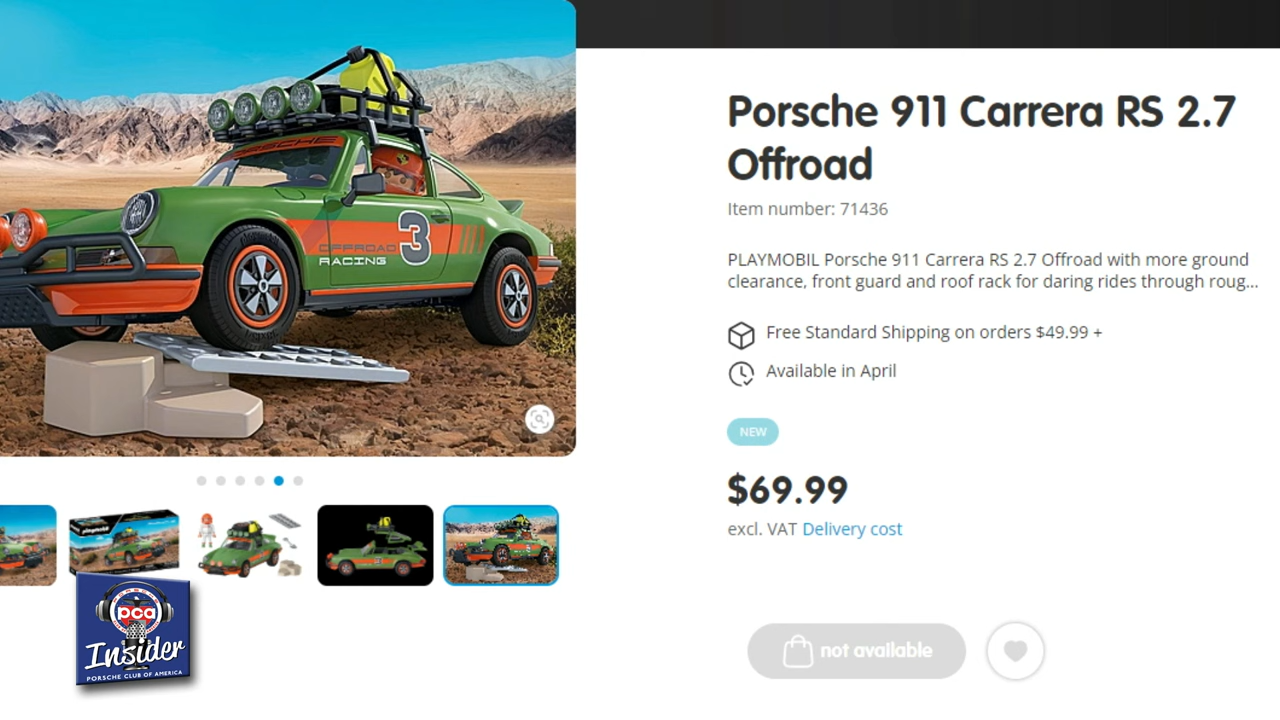 PORSCHE
OFFROAD
RACING
3
Porsche 911 Carrera RS 2.7
Offroad
Item number: 71436
PLAYMOBIL Porsche 911 Carrera RS 2.7 Offroad with more ground
clearance, front guard and roof rack for daring rides through roug...
Free Standard Shipping on orders $49.99 +
Available in April
NEW
$69.99
excl. VAT Delivery cost
not available
playmobil
pca
Insider
PORSCHE CLUB OF AMERICA